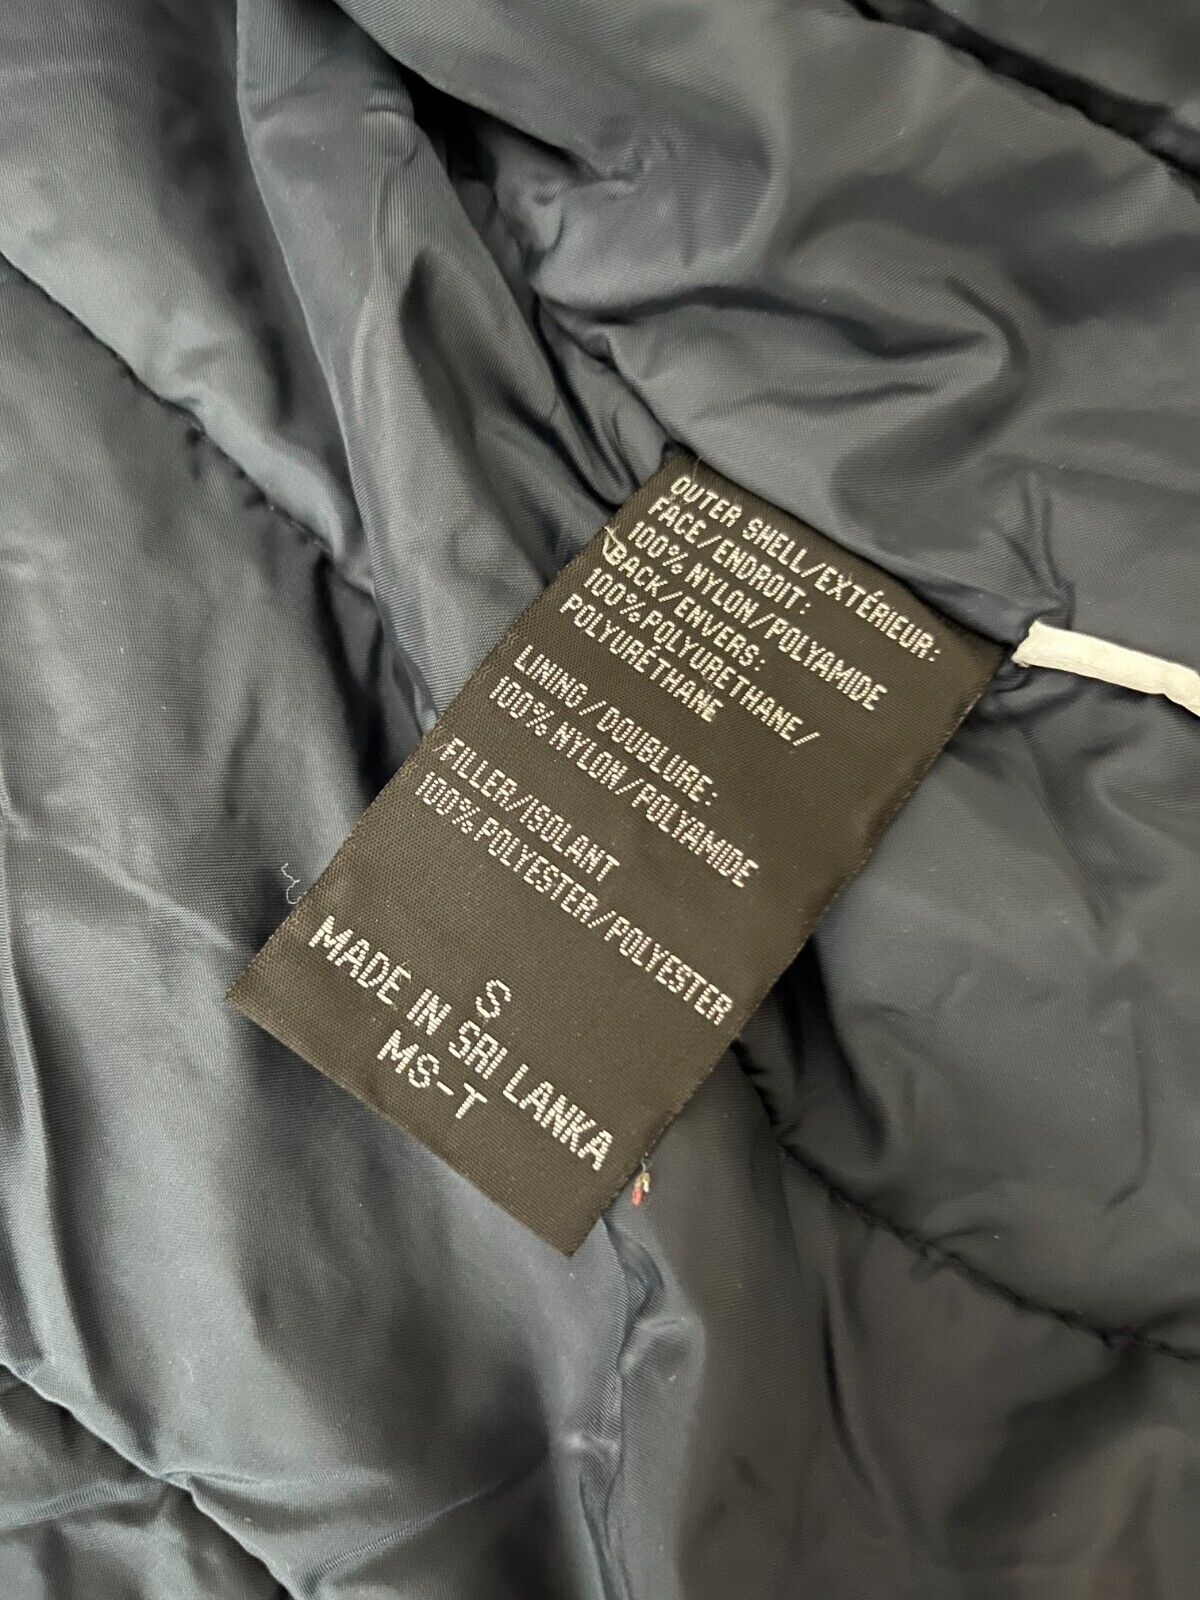 OUTER SHELL/EXTÉRIEUR:
FACE/ENDROIT:
100% NYLON/POLYAMIDE
BACK/ENVERS:
100% POLYURETHANE/
POLYURÉTHANE
LINING/DOUBLURE:
100% NYLON/POLYAMIDE
FILLER/ISOLANT
100% POLYESTER/POLYESTER
S
MADE IN SRI LANKA
MS-T